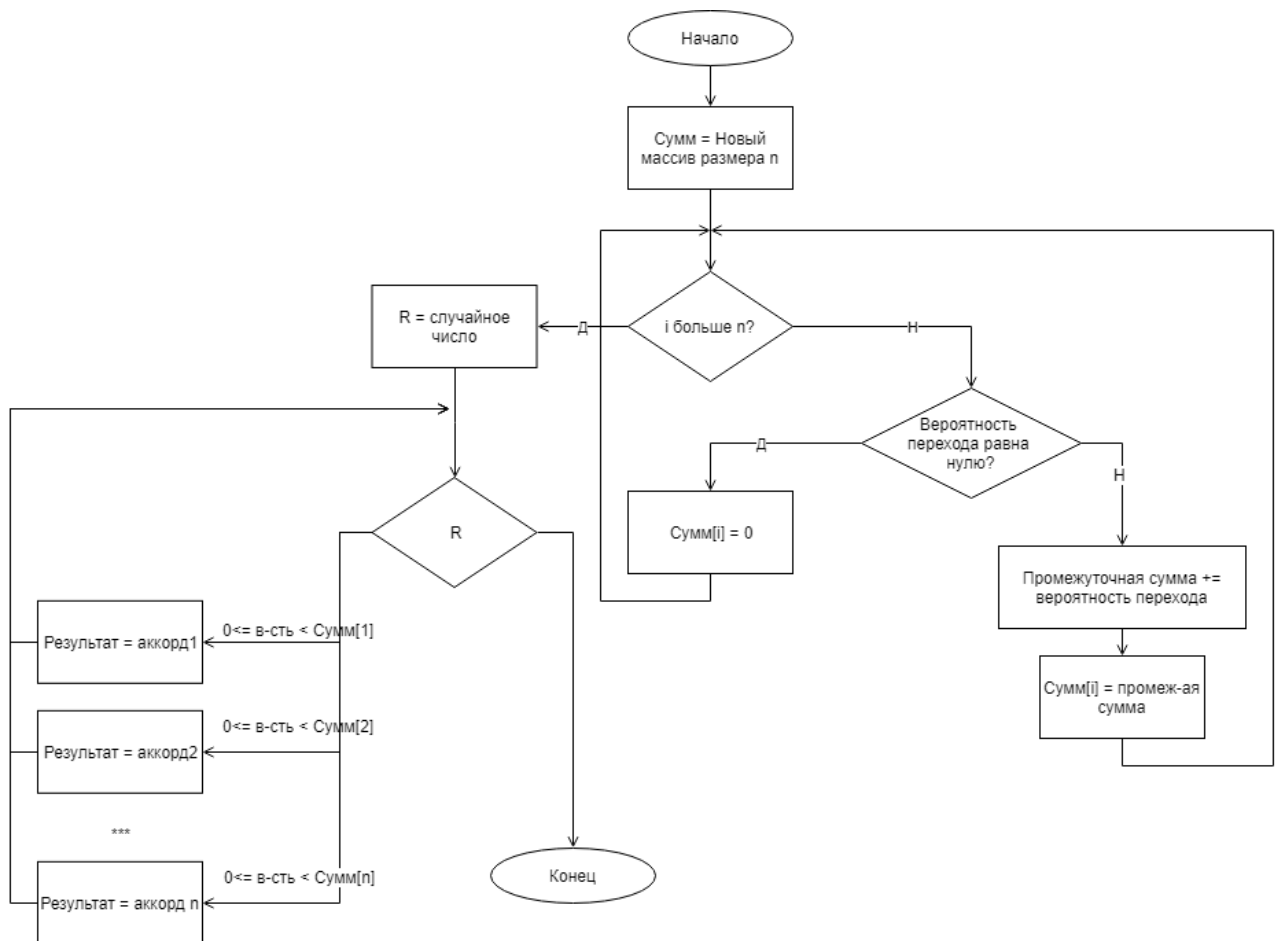 Начало
Сумм = Новый
массив размера n
i больше n?
Д
Н
R = случайное
число
Вероятность
перехода равна
нулю?
Д
Н
Сумм[i] = 0
R
Промежуточная сумма +=
вероятность перехода
Сумм[i] = промеж-ая
сумма
0<= в-сть < Сумм[1]
Результат = аккорд1
0<= в-сть < Сумм[2]
Результат = аккорд2
***
0<= в-сть < Сумм[n]
Результат = аккорд n
Конец